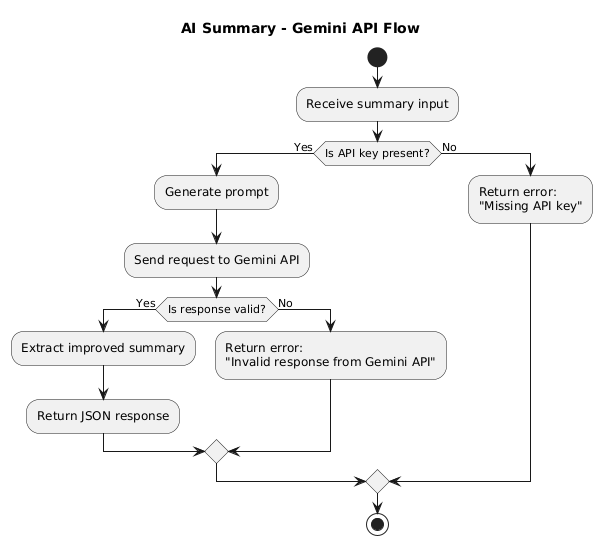 AI Summary - Gemini API Flow
Receive summary input
Is API key present?
Yes
No
Generate prompt
Return error:
"Missing API key"
Send request to Gemini API
Is response valid?
Yes
No
Extract improved summary
Return error:
"Invalid response from Gemini API"
Return JSON response